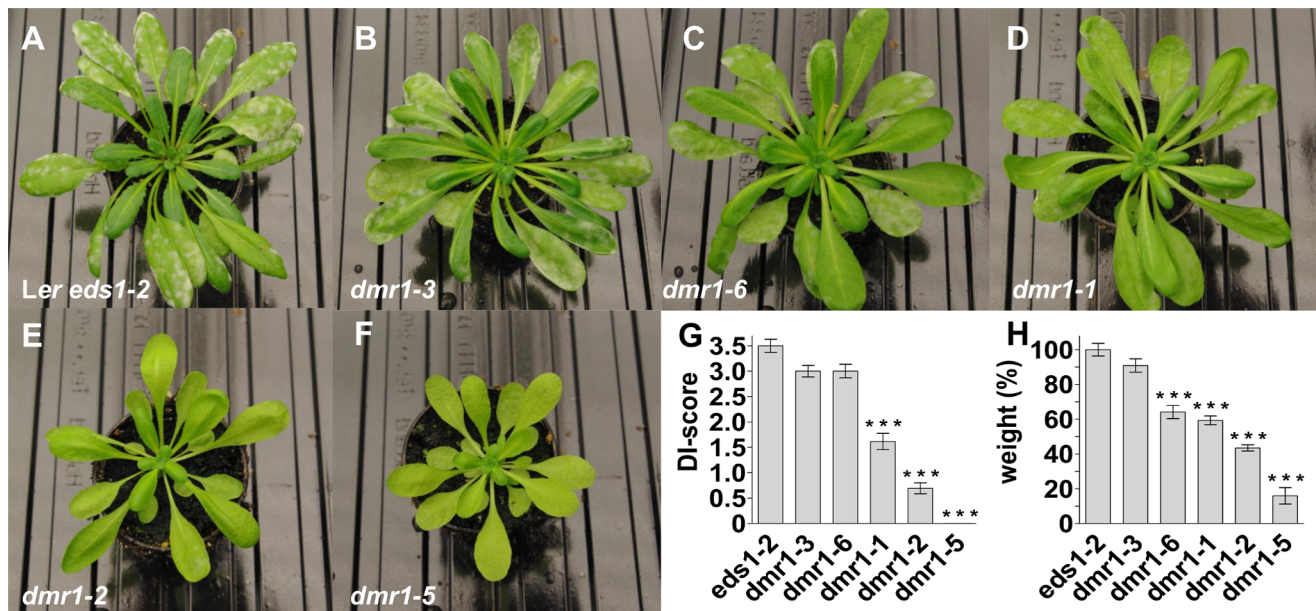 A
B
C
D
Ler eds1-2
dmr1-3
dmr1-6
dmr1-1
E
F
G
H
dmr1-2
dmr1-5
DI-score
3.5
3.0
2.5
2.0
1.5
1.0
0.5
0
***
***
***
eds1-2
dmr1-3
dmr1-6
dmr1-1
dmr1-2
dmr1-5
weight (%)
100
80
60
40
20
0
***
***
***
***
eds1-2
dmr1-3
dmr1-6
dmr1-1
dmr1-2
dmr1-5